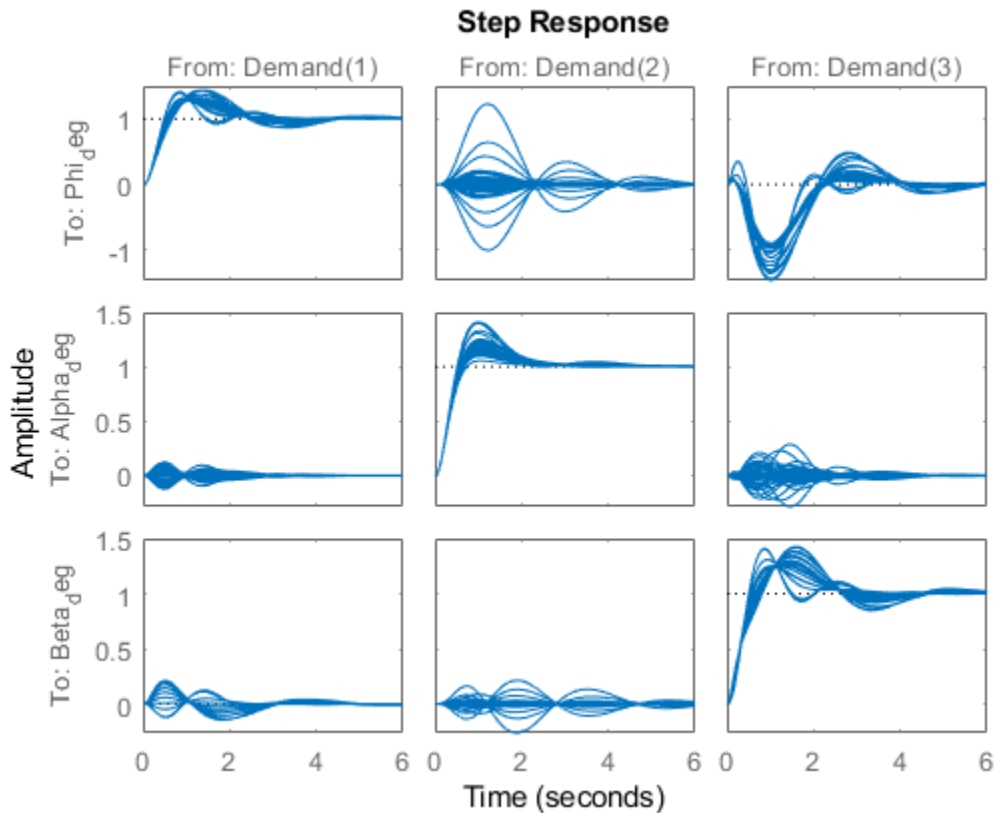 Step Response
From: Demand(1) From: Demand(2) From: Demand(3)
To: Phi_deg
1
0
-1
Amplitude
To: Alpha_deg
1.5
1
0.5
0
To: Beta_deg
1.5
1
0.5
0
0 2 4 6 0 2 4 6 0 2 4 6
Time (seconds)